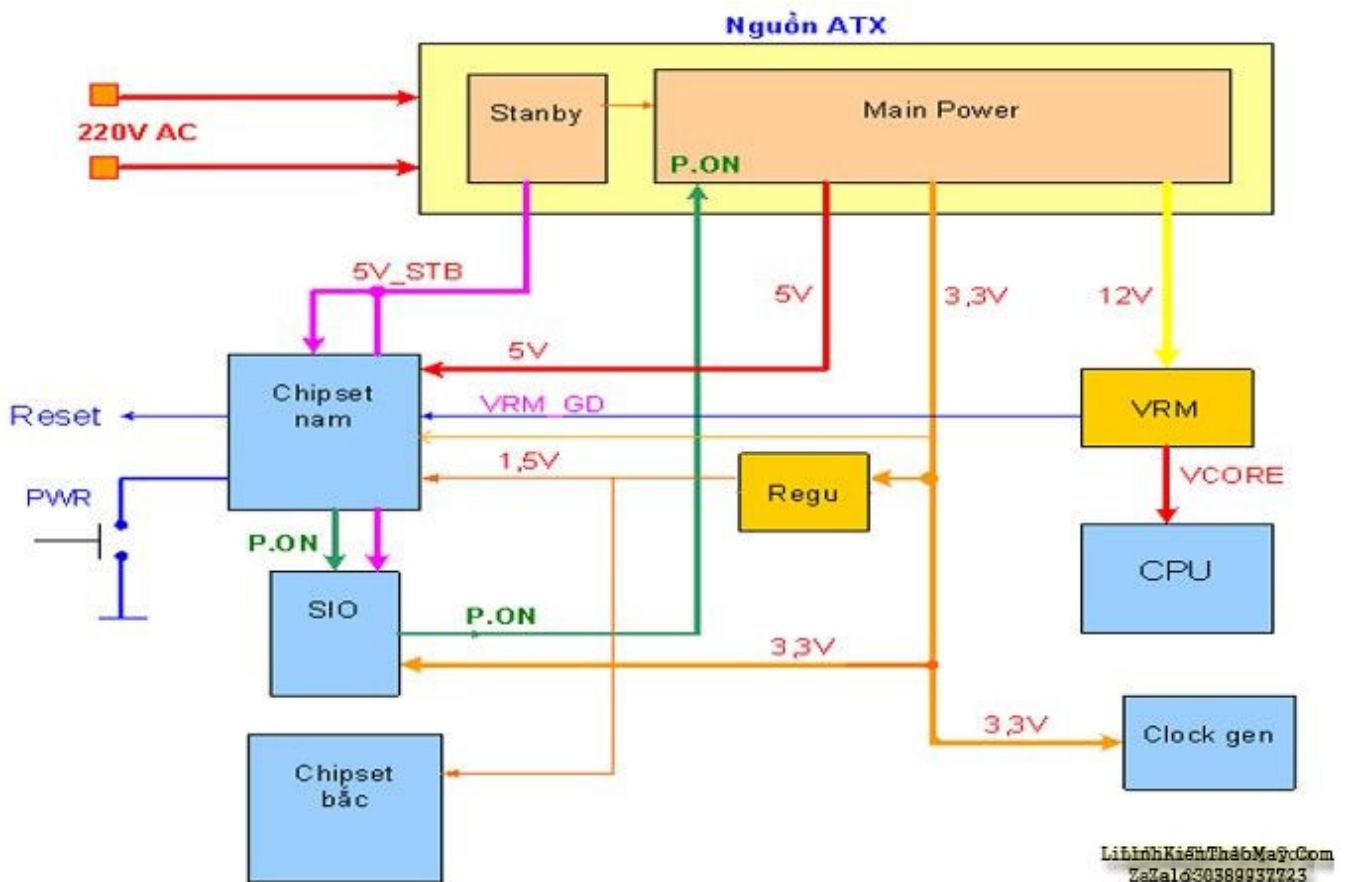 Nguồn ATX
220V AC
Stanby
Main Power
P.ON
5V_STB
5V
3,3V
12V
Chipset
nam
5V
VRM_GD
VRM
Reset
1,5V
Regu
VCORE
PWR
P.ON
CPU
SIO
P.ON
3,3V
3,3V
Clock gen
Chipset
bắc